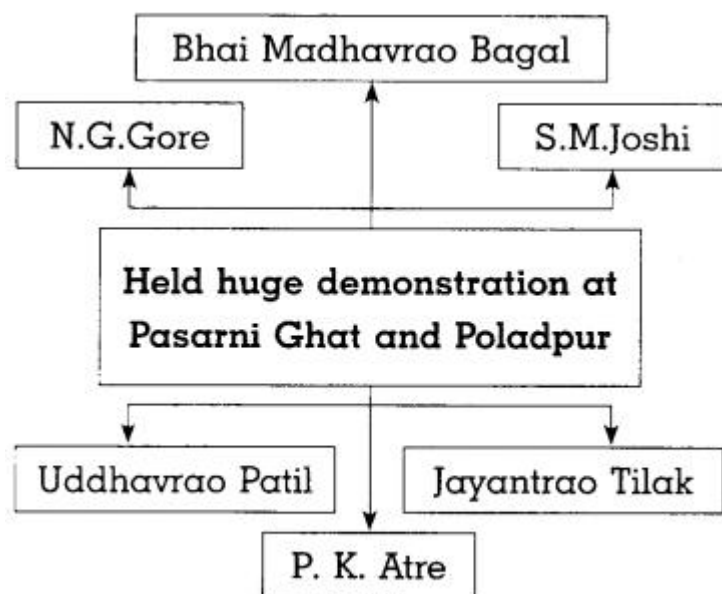 Bhai Madhavrao Bagal
N.G.Gore
S.M.Joshi
Held huge demonstration at
Pasarni Ghat and Poladpur
Uddhavrao Patil
Jayantrao Tilak
P. K. Atre